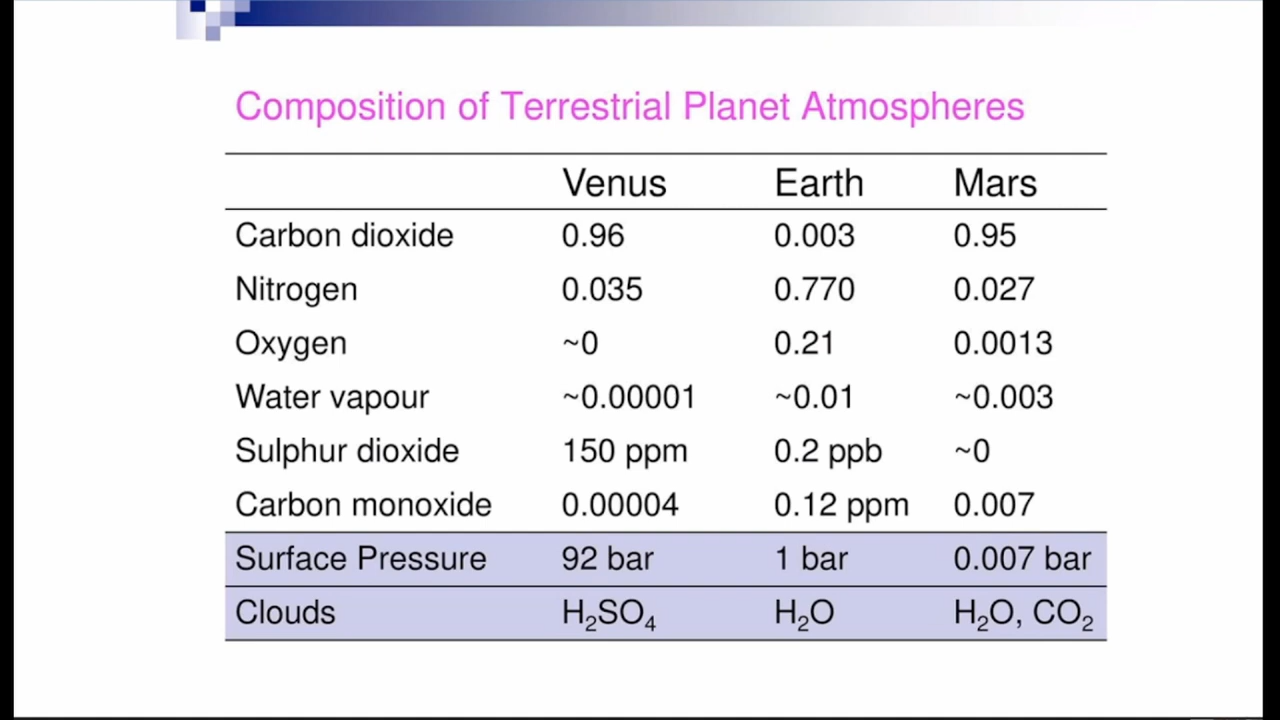 Composition of Terrestrial Planet Atmospheres
Venus Earth Mars
Carbon dioxide 0.96 0.003 0.95
Nitrogen 0.035 0.770 0.027
Oxygen ~0 0.21 0.0013
Water vapour ~0.00001 ~0.01 ~0.003
Sulphur dioxide 150 ppm 0.2 ppb ~0
Carbon monoxide 0.00004 0.12 ppm 0.007
Surface Pressure 92 bar 1 bar 0.007 bar
Clouds H₂SO₄ H₂O H₂O, CO₂